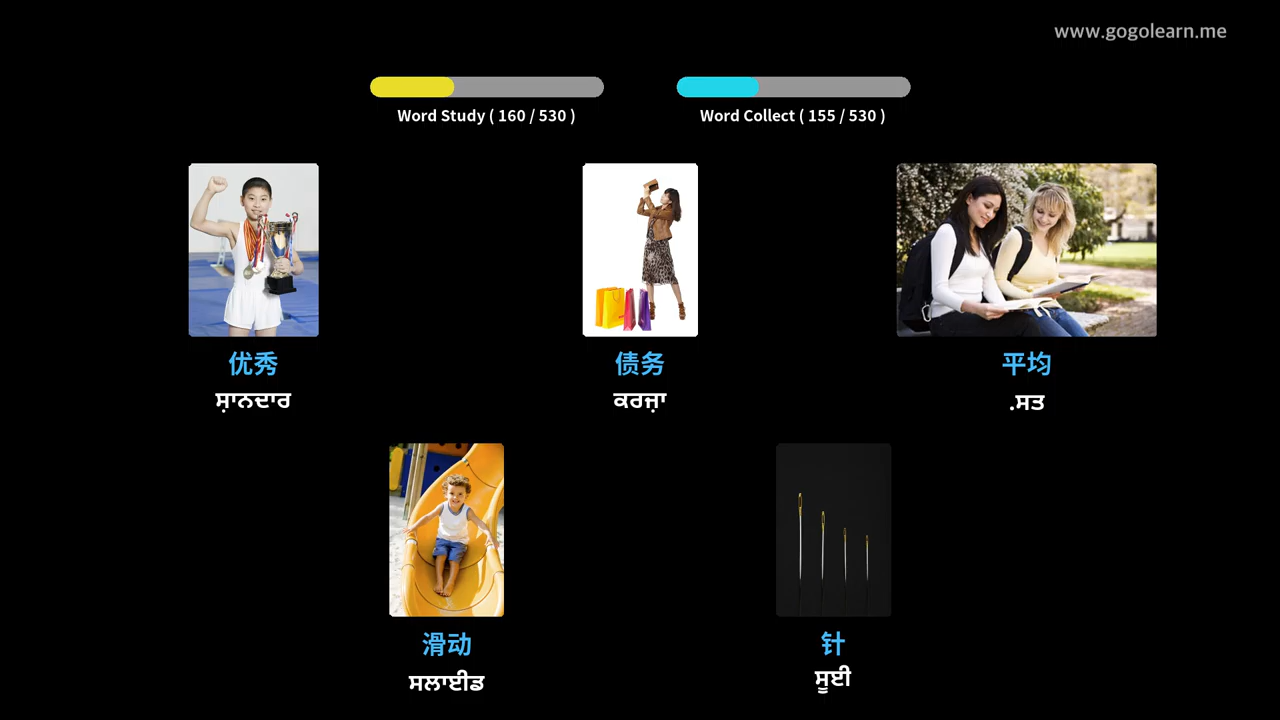 www.gogolearn.me
Word Study ( 160 / 530 )
Word Collect ( 155 / 530 )
优秀
ਸ਼ਾਨਦਾਰ
债务
ਕਰਜ਼ਾ
平均
.ਸਤ
滑动
ਸਲਾਈਡ
针
ਸੂਈ